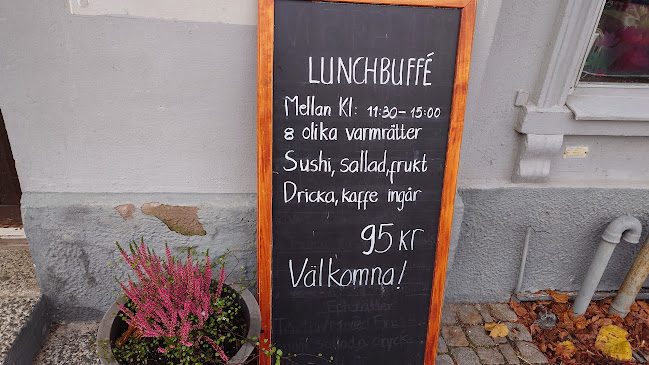 LUNCHBUFFÉ
Mellan Kl: 11:30-15:00
8 olika varmrätter
Sushi, sallad, frukt
Dricka, kaffe ingår
95 Kr
Välkomna!